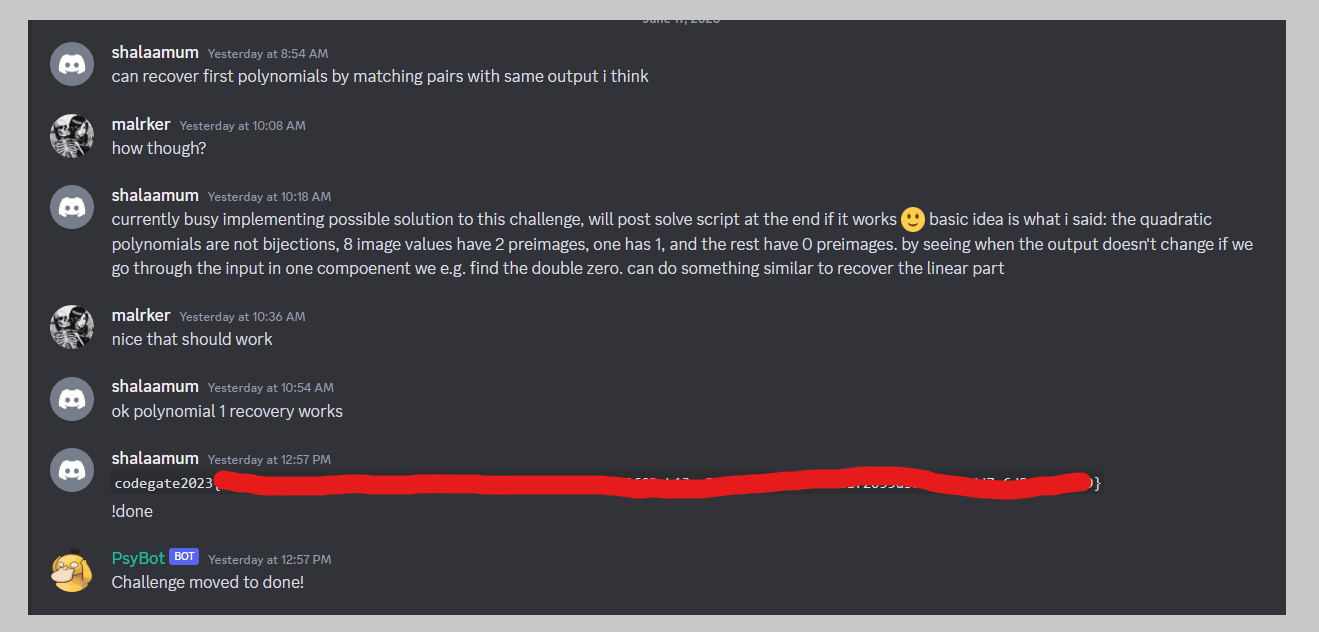 shalaamum Yesterday at 8:54 AM
can recover first polynomials by matching pairs with same output i think
malrker Yesterday at 10:08 AM
how though?
shalaamum Yesterday at 10:18 AM
currently busy implementing possible solution to this challenge, will post solve script at the end if it works 🙂 basic idea is what i said: the quadratic
polynomials are not bijections, 8 image values have 2 preimages, one has 1, and the rest have 0 preimages. by seeing when the output doesn't change if we
go through the input in one compoenent we e.g. find the double zero. can do something similar to recover the linear part
malrker Yesterday at 10:36 AM
nice that should work
shalaamum Yesterday at 10:54 AM
ok polynomial 1 recovery works
shalaamum Yesterday at 12:57 PM
codegate2023{ }
!done
PsyBot BOT Yesterday at 12:57 PM
Challenge moved to done!